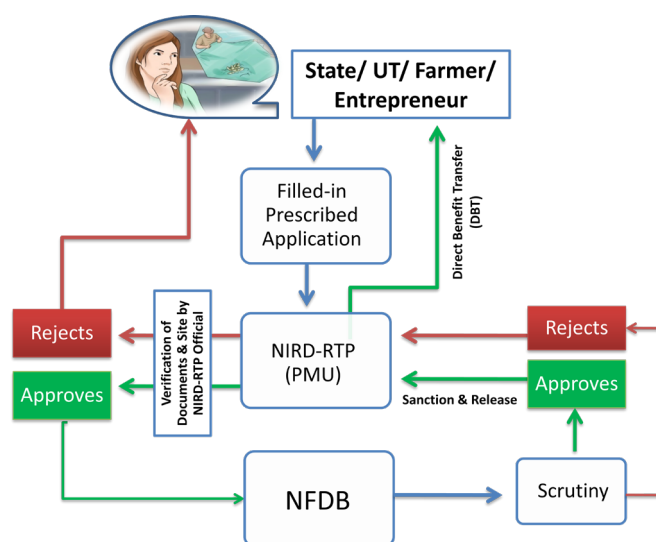 State/ UT/ Farmer/
Entrepreneur
Filled-in
Prescribed
Application
Direct Benefit Transfer
(DBT)
Rejects
Verification of
Documents & Site by
NIRD-RTP Official
NIRD-RTP
(PMU)
Rejects
Approves
Approves
Sanction & Release
NFDB
Scrutiny